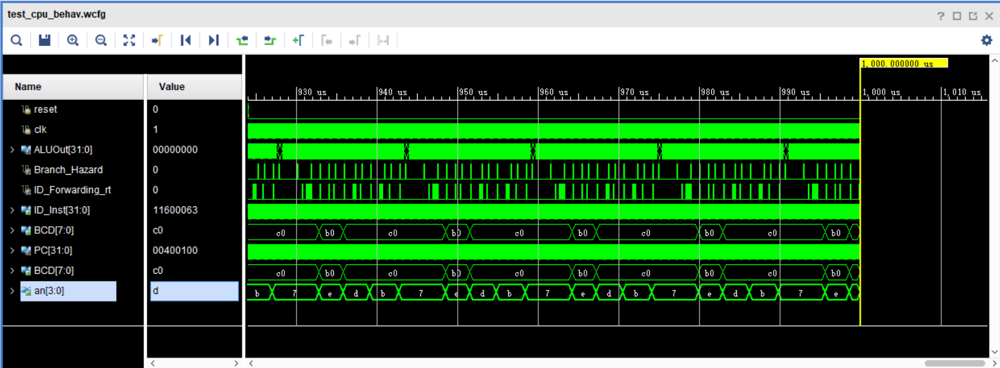 test_cpu_behav.wcfg
1,000.000000 us
Name Value
930 us 940 us 950 us 960 us 970 us 980 us 990 us 1,000 us 1,010 us
reset 0
clk 1
ALUOut[31:0] 00000000
Branch_Hazard 0
ID_Forwarding_rt 0
ID_Inst[31:0] 11600063
BCD[7:0] c0 c0 b0 c0 b0 c0 b0 c0 b0 c0 b0
PC[31:0] 00400100
BCD[7:0] c0 c0 b0 c0 b0 c0 b0 c0 b0 c0 b0
an[3:0] d b 7 e d b 7 e d b 7 e d b 7 e d b 7 e